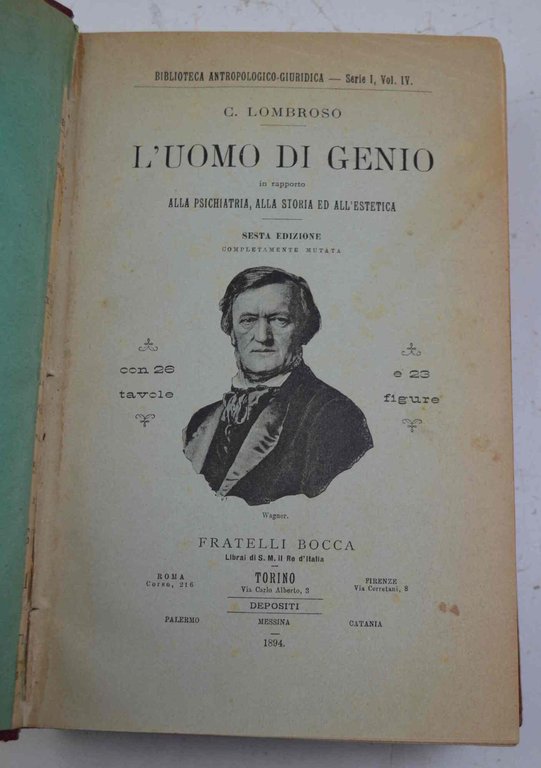 BIBLIOTECA ANTROPOLOGICO-GIURIDICA — Serie I, Vol. IV.
C. LOMBROSO
L'UOMO DI GENIO
in rapporto
ALLA PSICHIATRIA, ALLA STORIA ED ALL'ESTETICA
SESTA EDIZIONE
COMPLETAMENTE MUTATA
con 26
tavole
e 23
figure
Wagner.
FRATELLI BOCCA
Librai di S. M. il Re d'Italia
ROMA
Corso, 216
TORINO
Via Carlo Alberto, 3
FIRENZE
Via Cerretani, 8
DEPOSITI
PALERMO MESSINA CATANIA
1894.